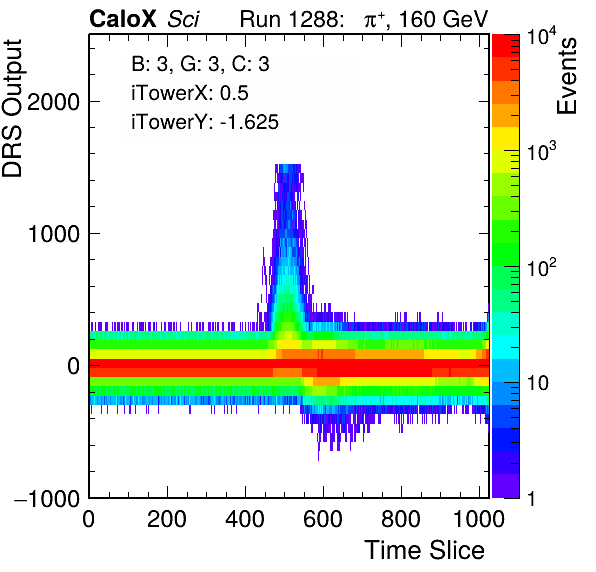 CaloX Sci Run 1288: π⁺, 160 GeV
B: 3, G: 3, C: 3
iTowerX: 0.5
iTowerY: -1.625
DRS Output
2000
1000
0
−1000
0 200 400 600 800 1000
Time Slice
Events
10⁴
10³
10²
10
1